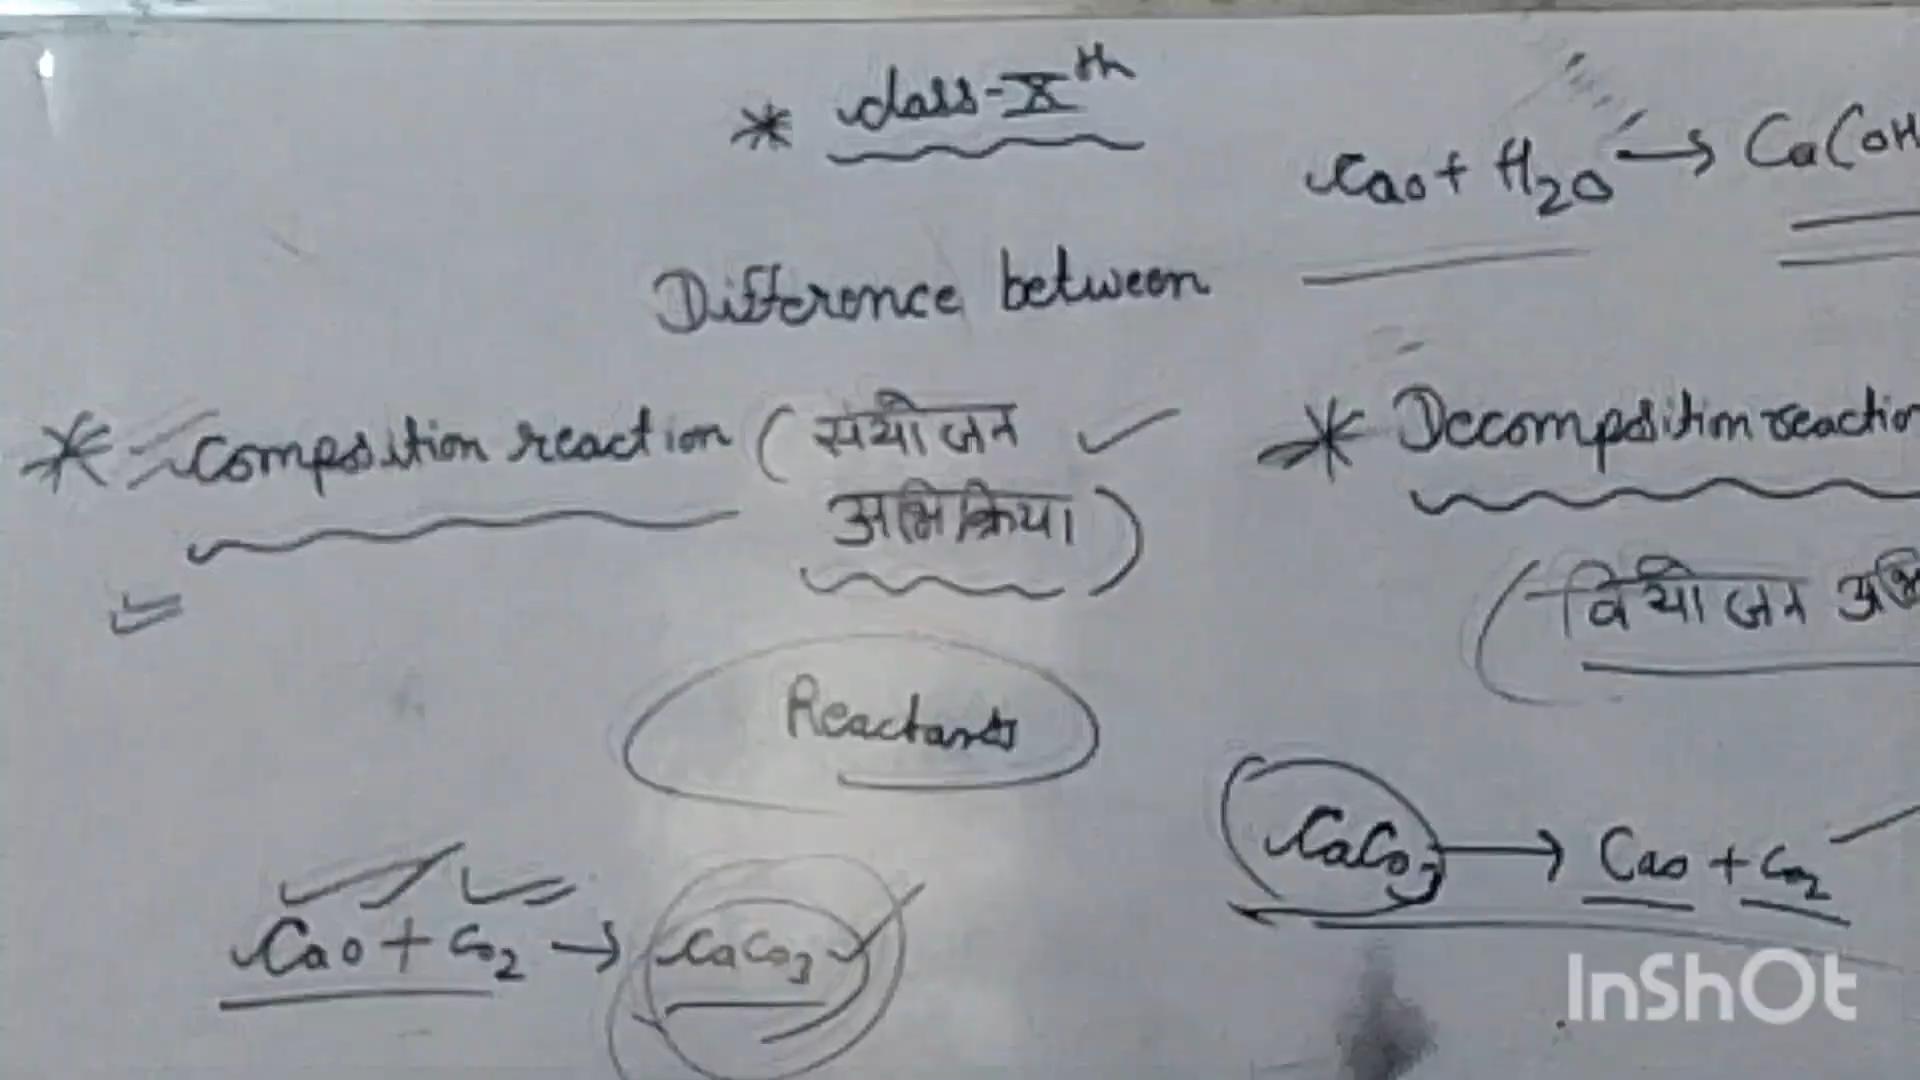 * class-Xth
Cao + H2O → Ca(OH
Difference between
* Composition reaction (संयोजन
अभिक्रिया)
* Decomposition reaction
(वियोजन अभि
Reactants
CaCo3 → Cao + Co2
Cao + Co2 → CaCo3
InShOt